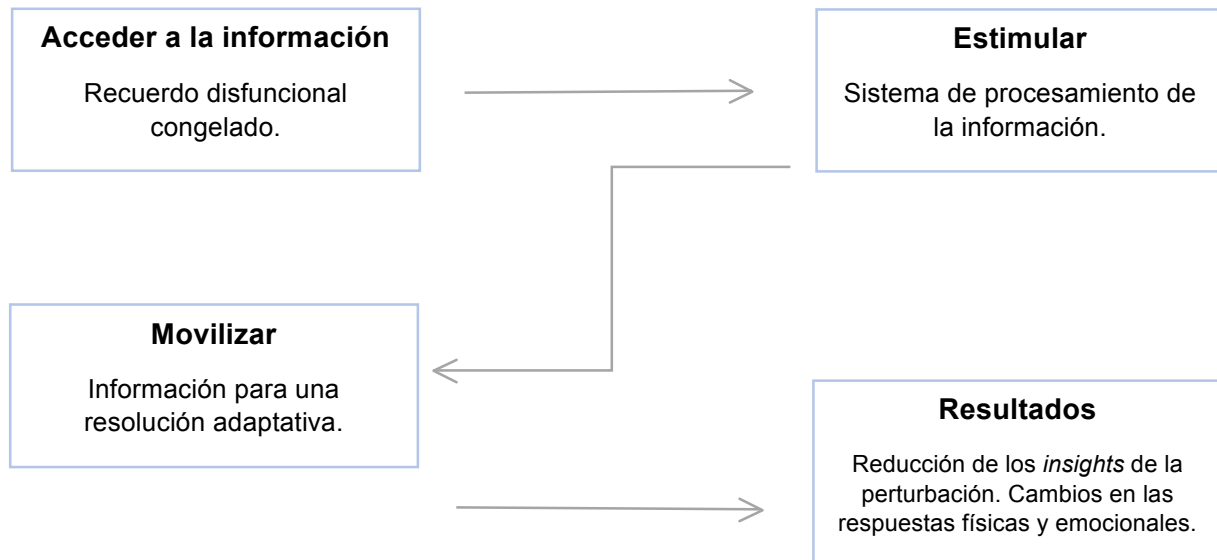 Acceder a la información
Recuerdo disfuncional
congelado.
Estimular
Sistema de procesamiento de
la información.
Movilizar
Información para una
resolución adaptativa.
Resultados
Reducción de los insights de la
perturbación. Cambios en las
respuestas físicas y emocionales.